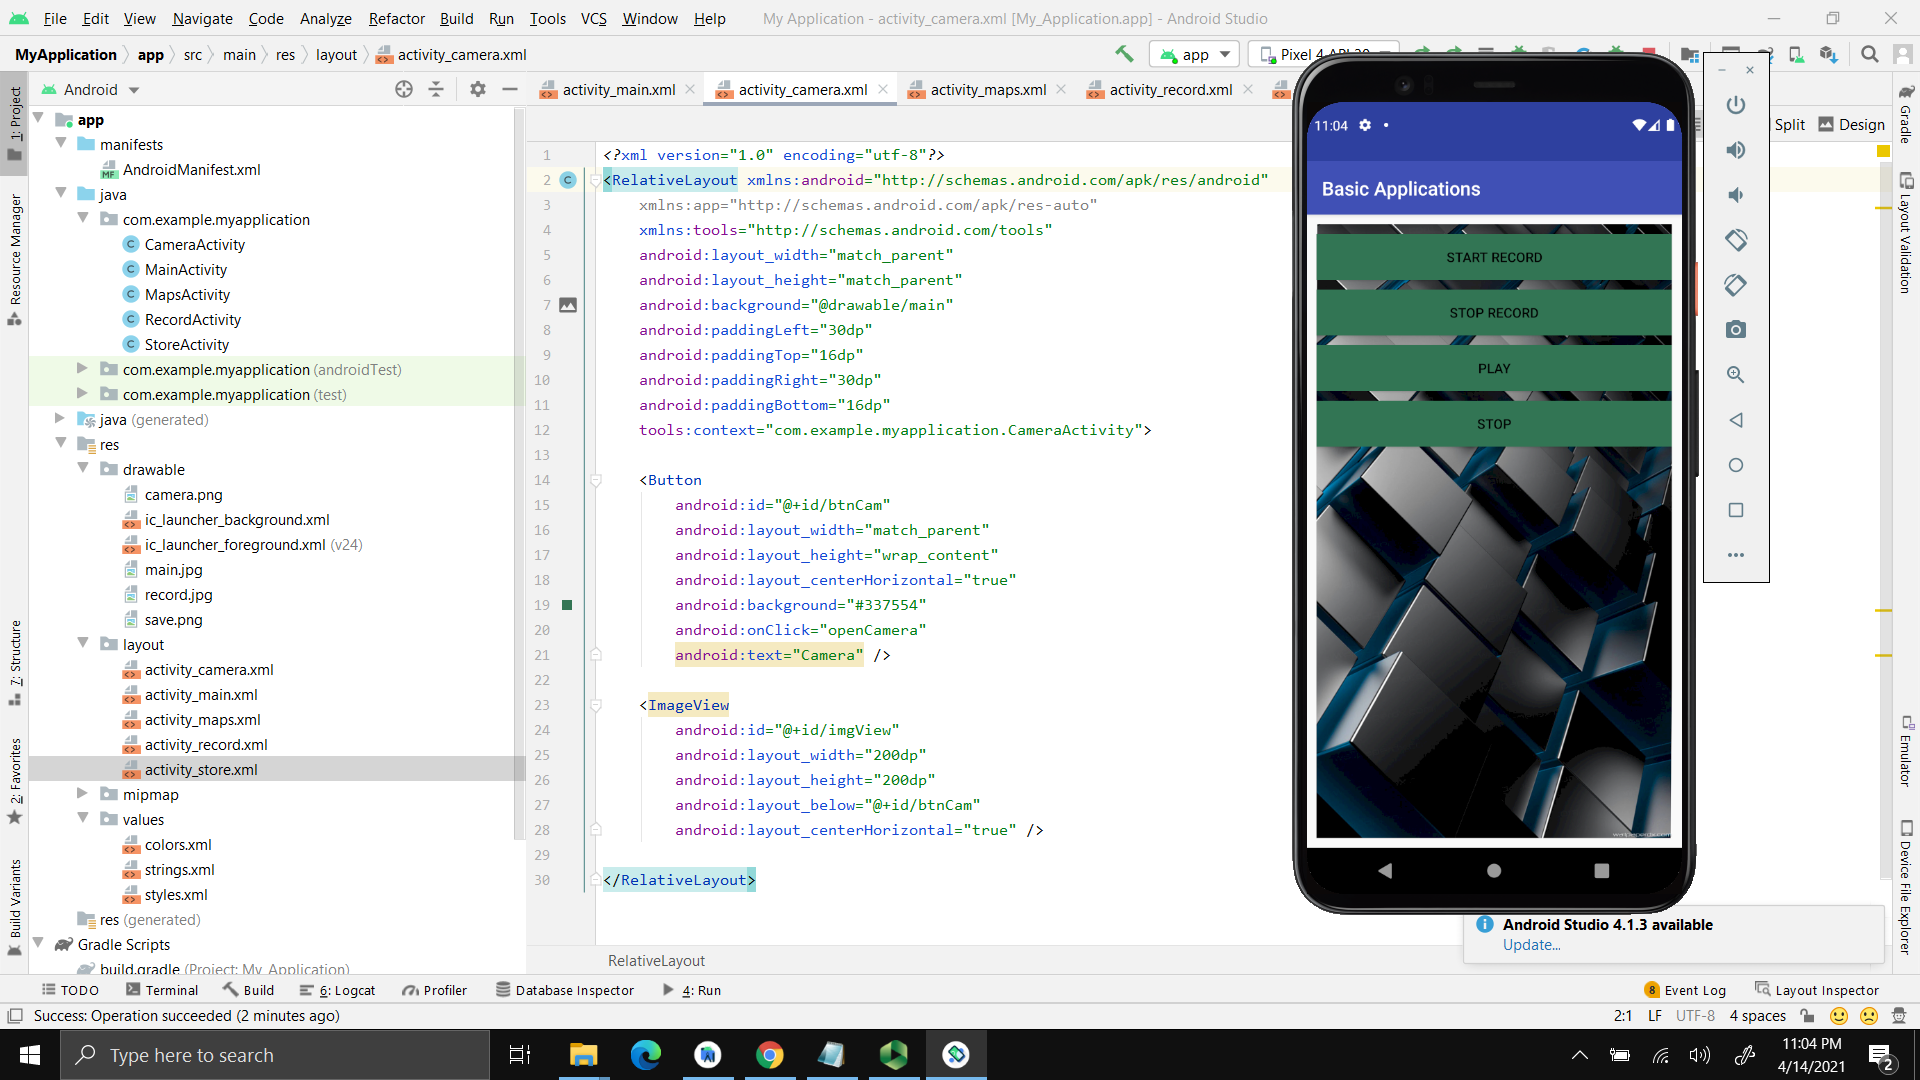 File Edit View Navigate Code Analyze Refactor Build Run Tools VCS Window Help My Application - activity_camera.xml [My_Application.app] - Android Studio
MyApplication app src main res layout activity_camera.xml app Pixel 4 API
Android activity_main.xml activity_camera.xml activity_maps.xml activity_record.xml
Split Design
1: Project
Resource Manager
7: Structure
2: Favorites
Build Variants
app
manifests
AndroidManifest.xml
java
com.example.myapplication
CameraActivity
MainActivity
MapsActivity
RecordActivity
StoreActivity
com.example.myapplication (androidTest)
com.example.myapplication (test)
java (generated)
res
drawable
camera.png
ic_launcher_background.xml
ic_launcher_foreground.xml (v24)
main.jpg
record.jpg
save.png
layout
activity_camera.xml
activity_main.xml
activity_maps.xml
activity_record.xml
activity_store.xml
mipmap
values
colors.xml
strings.xml
styles.xml
res (generated)
Gradle Scripts
build.gradle (Project: My_Application)
1 <?xml version="1.0" encoding="utf-8"?>
2 <RelativeLayout xmlns:android="http://schemas.android.com/apk/res/android"
3 xmlns:app="http://schemas.android.com/apk/res-auto"
4 xmlns:tools="http://schemas.android.com/tools"
5 android:layout_width="match_parent"
6 android:layout_height="match_parent"
7 android:background="@drawable/main"
8 android:paddingLeft="30dp"
9 android:paddingTop="16dp"
10 android:paddingRight="30dp"
11 android:paddingBottom="16dp"
12 tools:context="com.example.myapplication.CameraActivity">
13
14 <Button
15 android:id="@+id/btnCam"
16 android:layout_width="match_parent"
17 android:layout_height="wrap_content"
18 android:layout_centerHorizontal="true"
19 android:background="#337554"
20 android:onClick="openCamera"
21 android:text="Camera" />
22
23 <ImageView
24 android:id="@+id/imgView"
25 android:layout_width="200dp"
26 android:layout_height="200dp"
27 android:layout_below="@+id/btnCam"
28 android:layout_centerHorizontal="true" />
29
30 </RelativeLayout>
RelativeLayout
11:04
Basic Applications
START RECORD
STOP RECORD
PLAY
STOP
Gradle
Layout Validation
Emulator
Device File Explorer
Android Studio 4.1.3 available
Update...
TODO Terminal Build 6: Logcat Profiler Database Inspector 4: Run 8 Event Log Layout Inspector
Success: Operation succeeded (2 minutes ago) 2:1 LF UTF-8 4 spaces
Type here to search
11:04 PM
4/14/2021
2